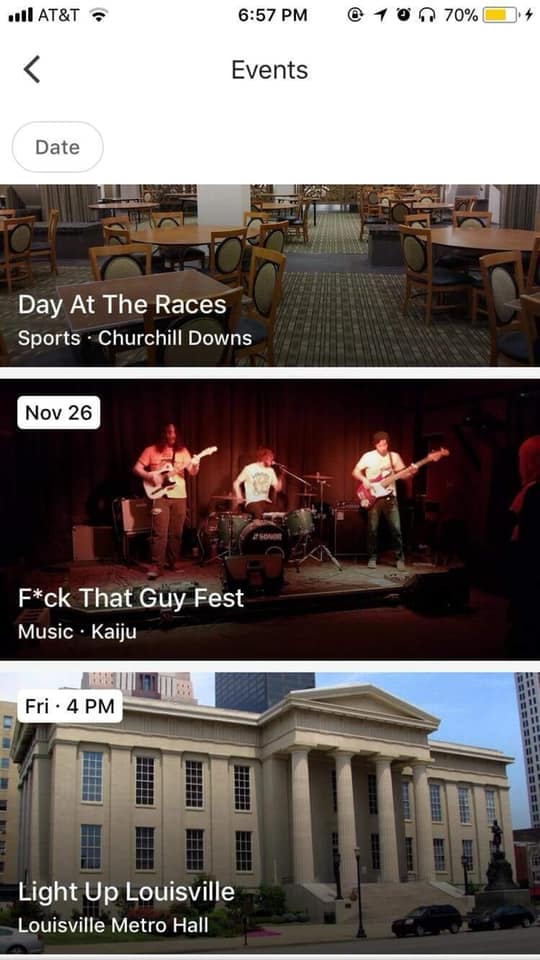 AT&T 6:57 PM 70%
Events
Date
Day At The Races
Sports · Churchill Downs
Nov 26
SONOR
F*ck That Guy Fest
Music · Kaiju
Fri · 4 PM
Light Up Louisville
Louisville Metro Hall